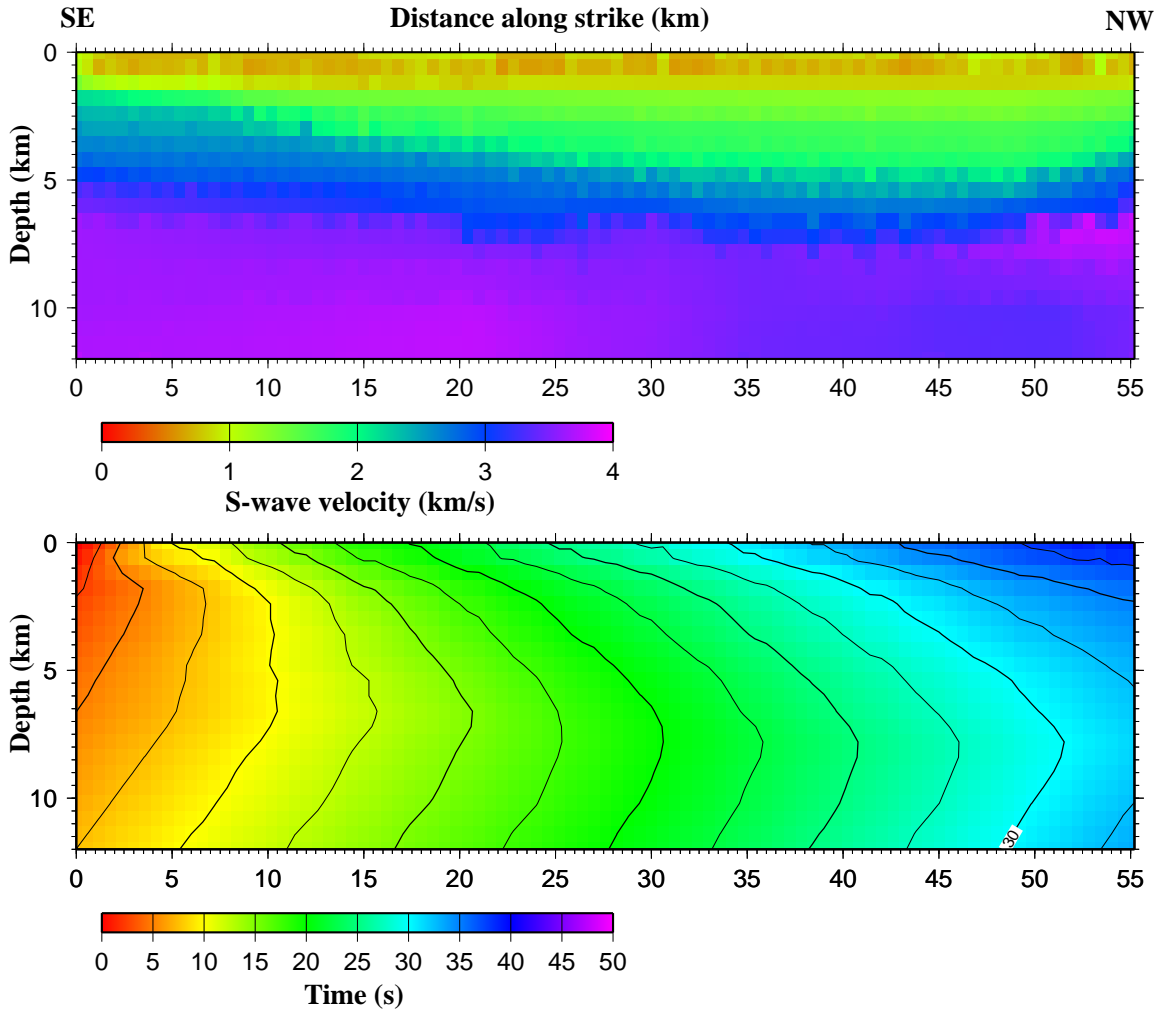 SE Distance along strike (km) NW
0
5
10
Depth (km)
0 5 10 15 20 25 30 35 40 45 50 55
0 1 2 3 4
S-wave velocity (km/s)
0
5
10
Depth (km)
30
0 5 10 15 20 25 30 35 40 45 50 55
0 5 10 15 20 25 30 35 40 45 50
Time (s)